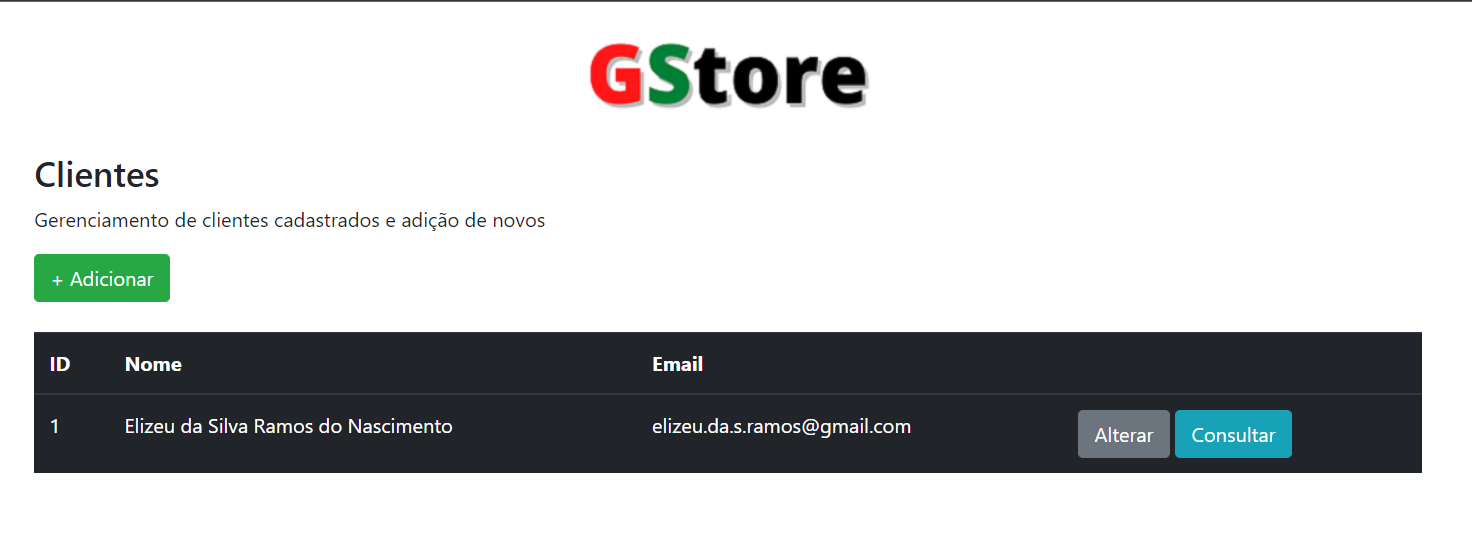 GStore
Clientes
Gerenciamento de clientes cadastrados e adição de novos
+ Adicionar
ID Nome Email
1 Elizeu da Silva Ramos do Nascimento elizeu.da.s.ramos@gmail.com Alterar Consultar